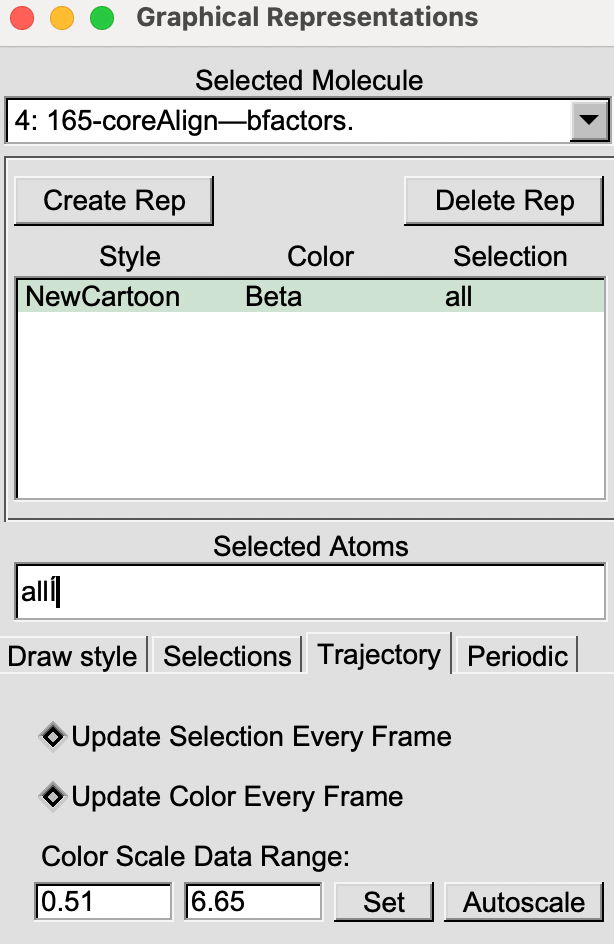 Graphical Representations
Selected Molecule
4: 165-coreAlign—bfactors.
Create Rep Delete Rep
Style Color Selection
NewCartoon Beta all
Selected Atoms
allÍ
Draw style Selections Trajectory Periodic
Update Selection Every Frame
Update Color Every Frame
Color Scale Data Range:
0.51 6.65 Set Autoscale